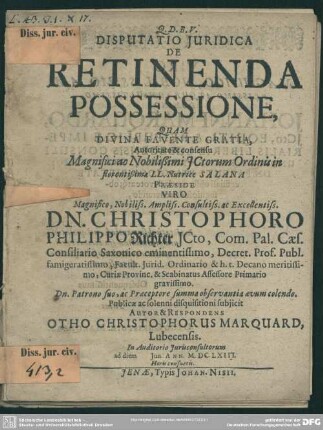 Q. D. B. V.
DISPUTATIO JURIDICA
DE
RETINENDA
POSSESSIONE,
QUAM
DIVINA FAVENTE GRATIA,
Autoritate & consensu
Magnifici ac Nobilissimi JCtorum Ordinis in
florentissima LL. Nutrice SALANA
PRÆSIDE
VIRO
Magnifico, Nobiliss. Ampliss. Consultiss. ac Excellentiss.
DN. CHRISTOPHORO
PHILIPPO Richter JCto, Com. Pal. Cæs.
Consiliario Saxonico eminentissimo, Decret. Prof. Publ.
famigeratissimo, Facult. Jurid. Ordinario & h.t. Decano meritissi-
mo, Curiæ Provinc. & Scabinatus Assessore Primario
gravissimo.
Dn. Patrono suo, ac Præceptore summa observantia ævum colendo.
Publicæ ac solenni disquisitioni subjicit
AUTOR & RESPONDENS
OTHO CHRISTOPHORUS MARQUARD,
Lubecensis.
In Auditorio Jurisconsultorum
ad diem Jun. ANN. M. DC LXIII.
Horis consuetis.
JENÆ, Typis JOHAN. NISII.
Diss. jur. civ.
Diss. jur. civ.
413,2